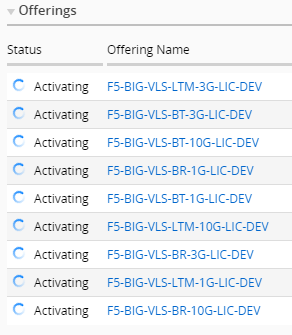 Offerings
Status Offering Name
Activating F5-BIG-VLS-LTM-3G-LIC-DEV
Activating F5-BIG-VLS-BT-3G-LIC-DEV
Activating F5-BIG-VLS-BT-10G-LIC-DEV
Activating F5-BIG-VLS-BR-1G-LIC-DEV
Activating F5-BIG-VLS-BT-1G-LIC-DEV
Activating F5-BIG-VLS-LTM-10G-LIC-DEV
Activating F5-BIG-VLS-BR-3G-LIC-DEV
Activating F5-BIG-VLS-LTM-1G-LIC-DEV
Activating F5-BIG-VLS-BR-10G-LIC-DEV